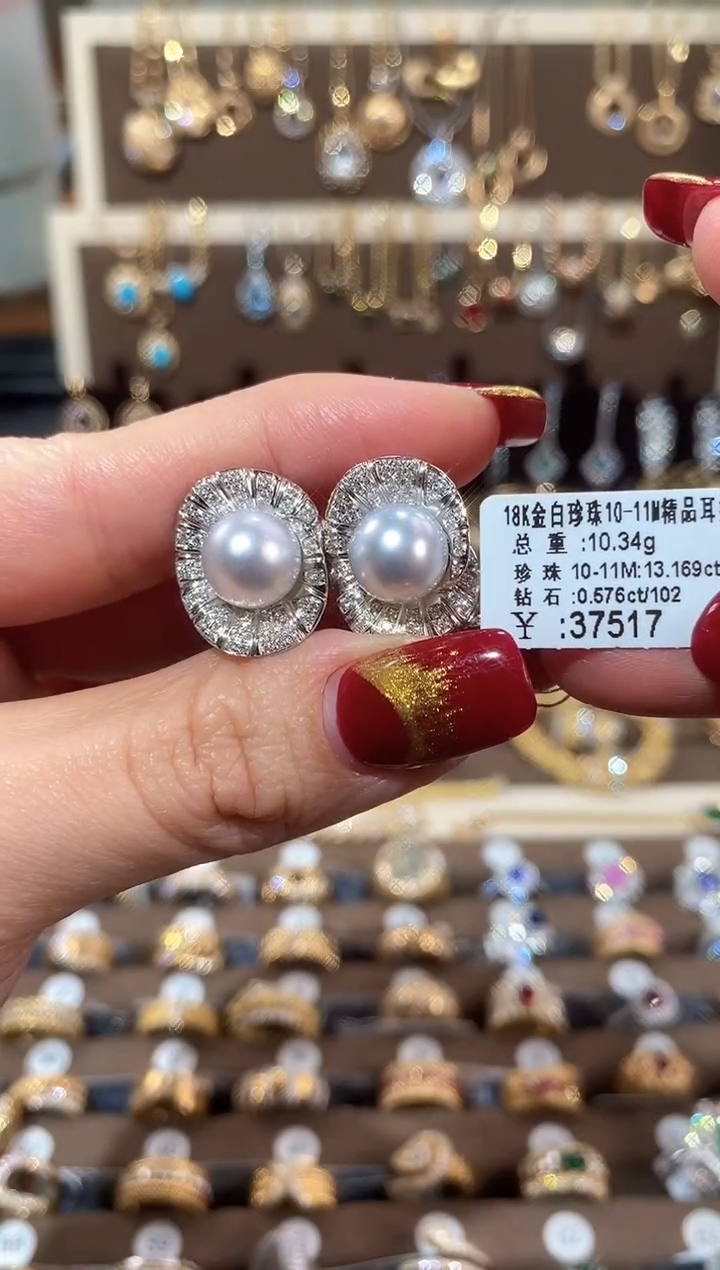 18K金白珍珠10-11M精品耳
总 重 :10.34g
珍 珠 10-11M:13.169ct
钻 石 :0.576ct/102
￥ :37517